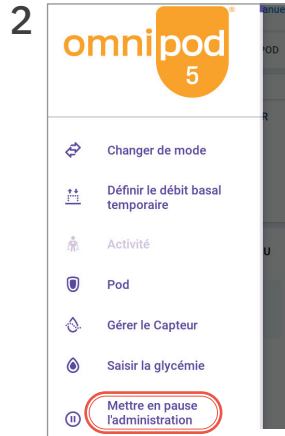 2
omnipod
5
Changer de mode
Définir le débit basal
temporaire
Activité
Pod
Gérer le Capteur
Saisir la glycémie
Mettre en pause
l'administration